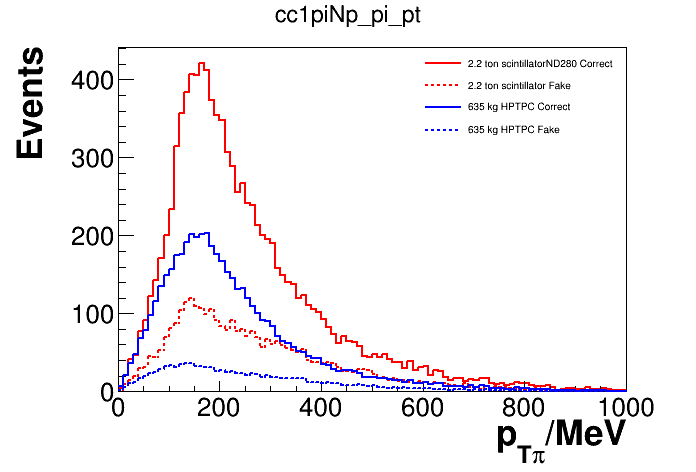 cc1piNp_pi_pt
Events
2.2 ton scintillatorND280 Correct
2.2 ton scintillator Fake
635 kg HPTPC Correct
635 kg HPTPC Fake
400
300
200
100
0
0 200 400 600 800 1000
pTπ/MeV